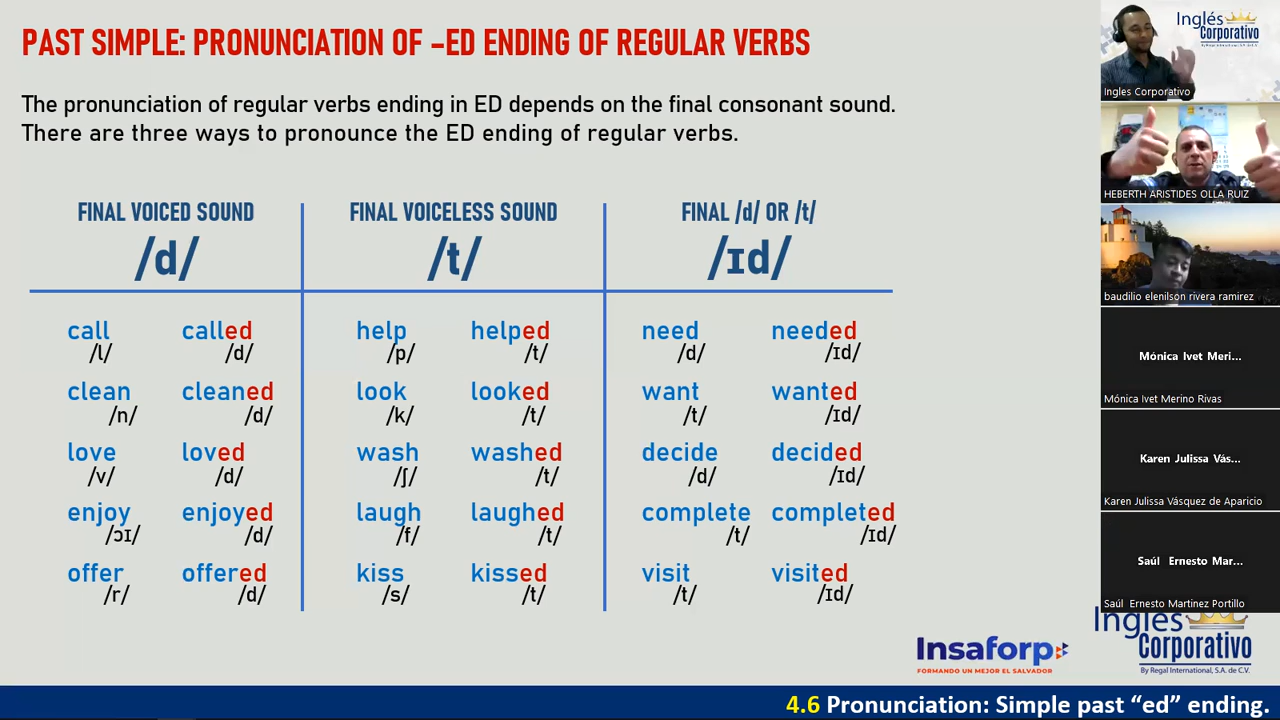 PAST SIMPLE: PRONUNCIATION OF -ED ENDING OF REGULAR VERBS
The pronunciation of regular verbs ending in ED depends on the final consonant sound.
There are three ways to pronounce the ED ending of regular verbs.
FINAL VOICED SOUND
/d/
call called
/l/ /d/
clean cleaned
/n/ /d/
love loved
/v/ /d/
enjoy enjoyed
/ɔɪ/ /d/
offer offered
/r/ /d/
FINAL VOICELESS SOUND
/t/
help helped
/p/ /t/
look looked
/k/ /t/
wash washed
/ʃ/ /t/
laugh laughed
/f/ /t/
kiss kissed
/s/ /t/
FINAL /d/ OR /t/
/ɪd/
need needed
/d/ /ɪd/
want wanted
/t/ /ɪd/
decide decided
/d/ /ɪd/
complete completed
/t/ /ɪd/
visit visited
/t/ /ɪd/
Inglés
Corporativo
By Regal International, S.A. de C.V.
Ingles Corporativo
HEBERTH ARISTIDES OLLA RUIZ
baudilio elenilson rivera ramirez
Mónica Ivet Meri...
Mónica Ivet Merino Rivas
Karen Julissa Vás...
Karen Julissa Vásquez de Aparicio
Saúl Ernesto Mar...
Saúl Ernesto Martinez Portillo
Insaforp
FORMANDO UN MEJOR EL SALVADOR
Inglés
Corporativo
By Regal International, S.A. de C.V.
4.6 Pronunciation: Simple past “ed” ending.